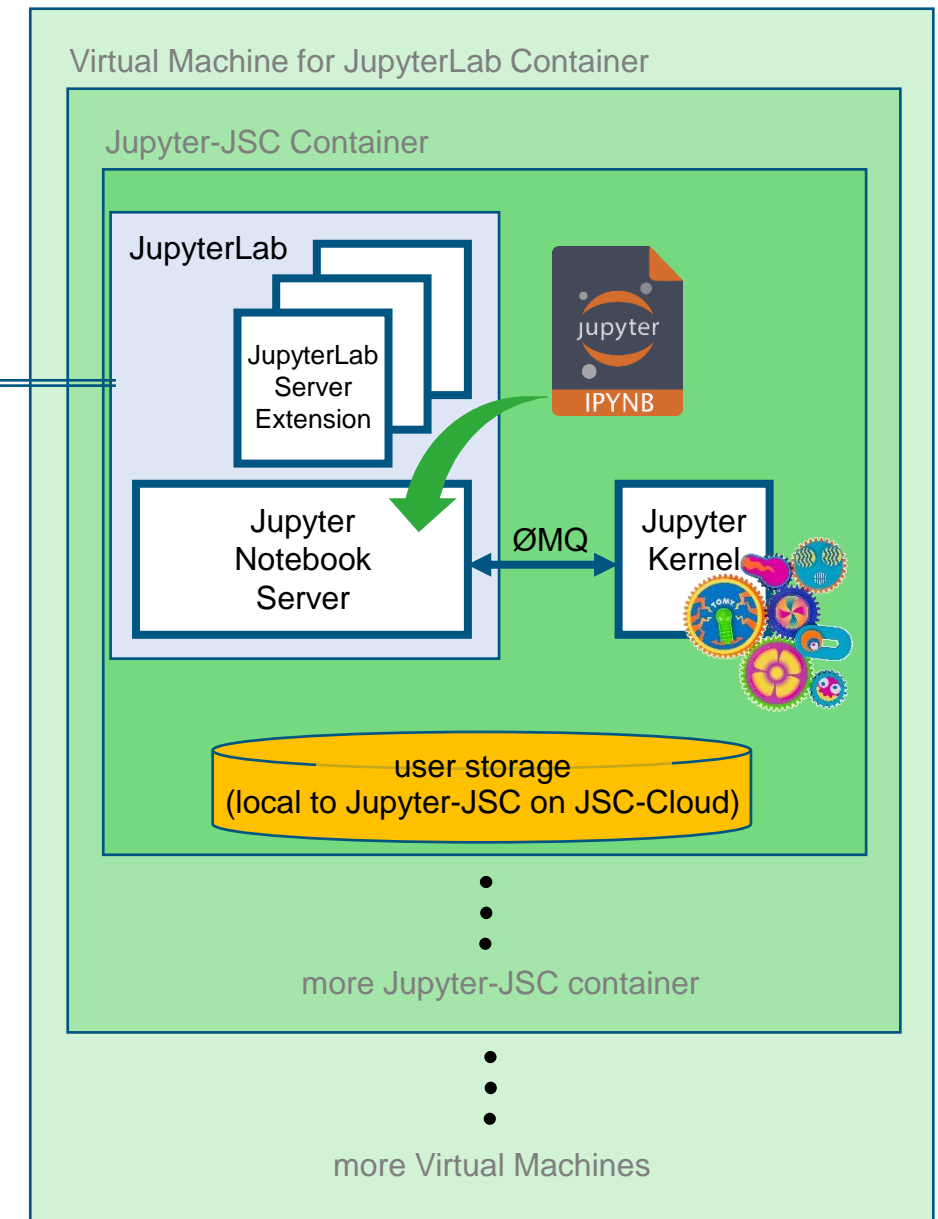 Virtual Machine for JupyterLab Container
Jupyter-JSC Container
JupyterLab
JupyterLab
Server
Extension
jupyter
IPYNB
Jupyter
Notebook
Server
ØMQ
Jupyter
Kernel
TOMY
user storage
(local to Jupyter-JSC on JSC-Cloud)
more Jupyter-JSC container
more Virtual Machines